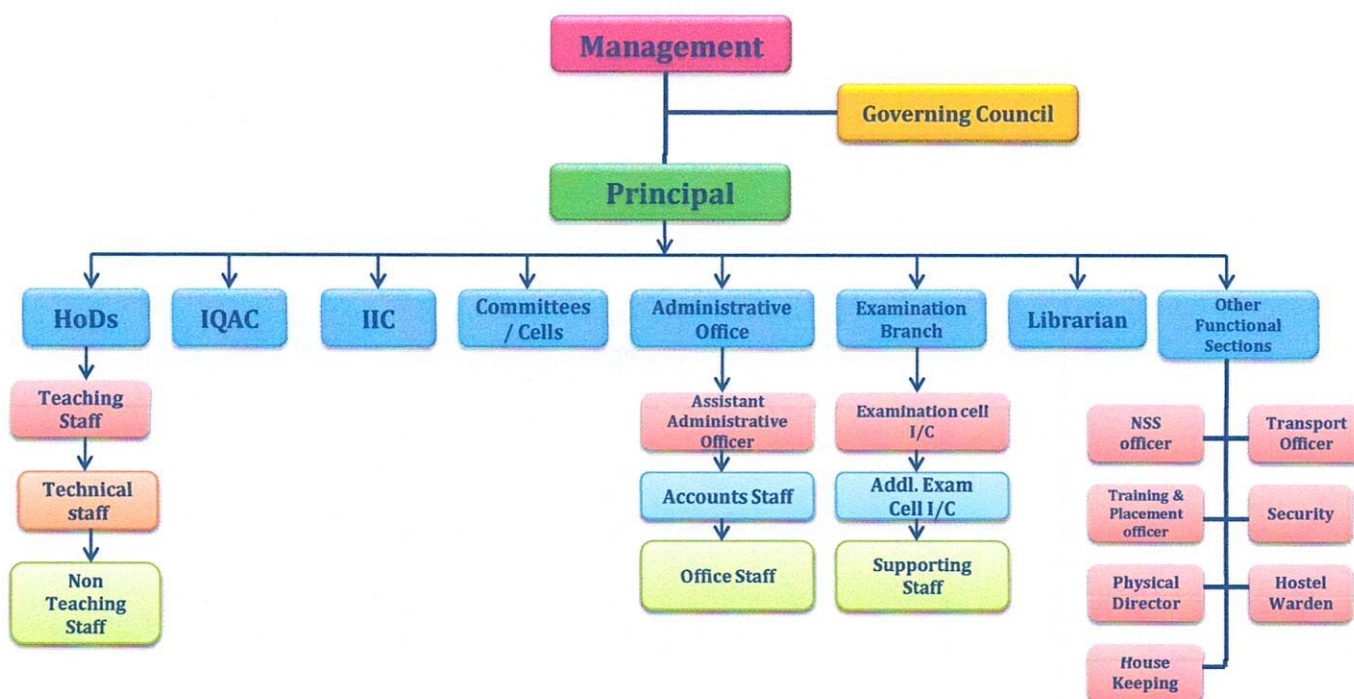 Management
Governing Council
Principal
HoDs
IQAC
IIC
Committees
/ Cells
Administrative
Office
Examination
Branch
Librarian
Other
Functional
Sections
Teaching
Staff
Technical
staff
Non
Teaching
Staff
Assistant
Administrative
Officer
Accounts Staff
Office Staff
Examination cell
I/C
Addl. Exam
Cell I/C
Supporting
Staff
NSS
officer
Transport
Officer
Training &
Placement
officer
Security
Physical
Director
Hostel
Warden
House
Keeping